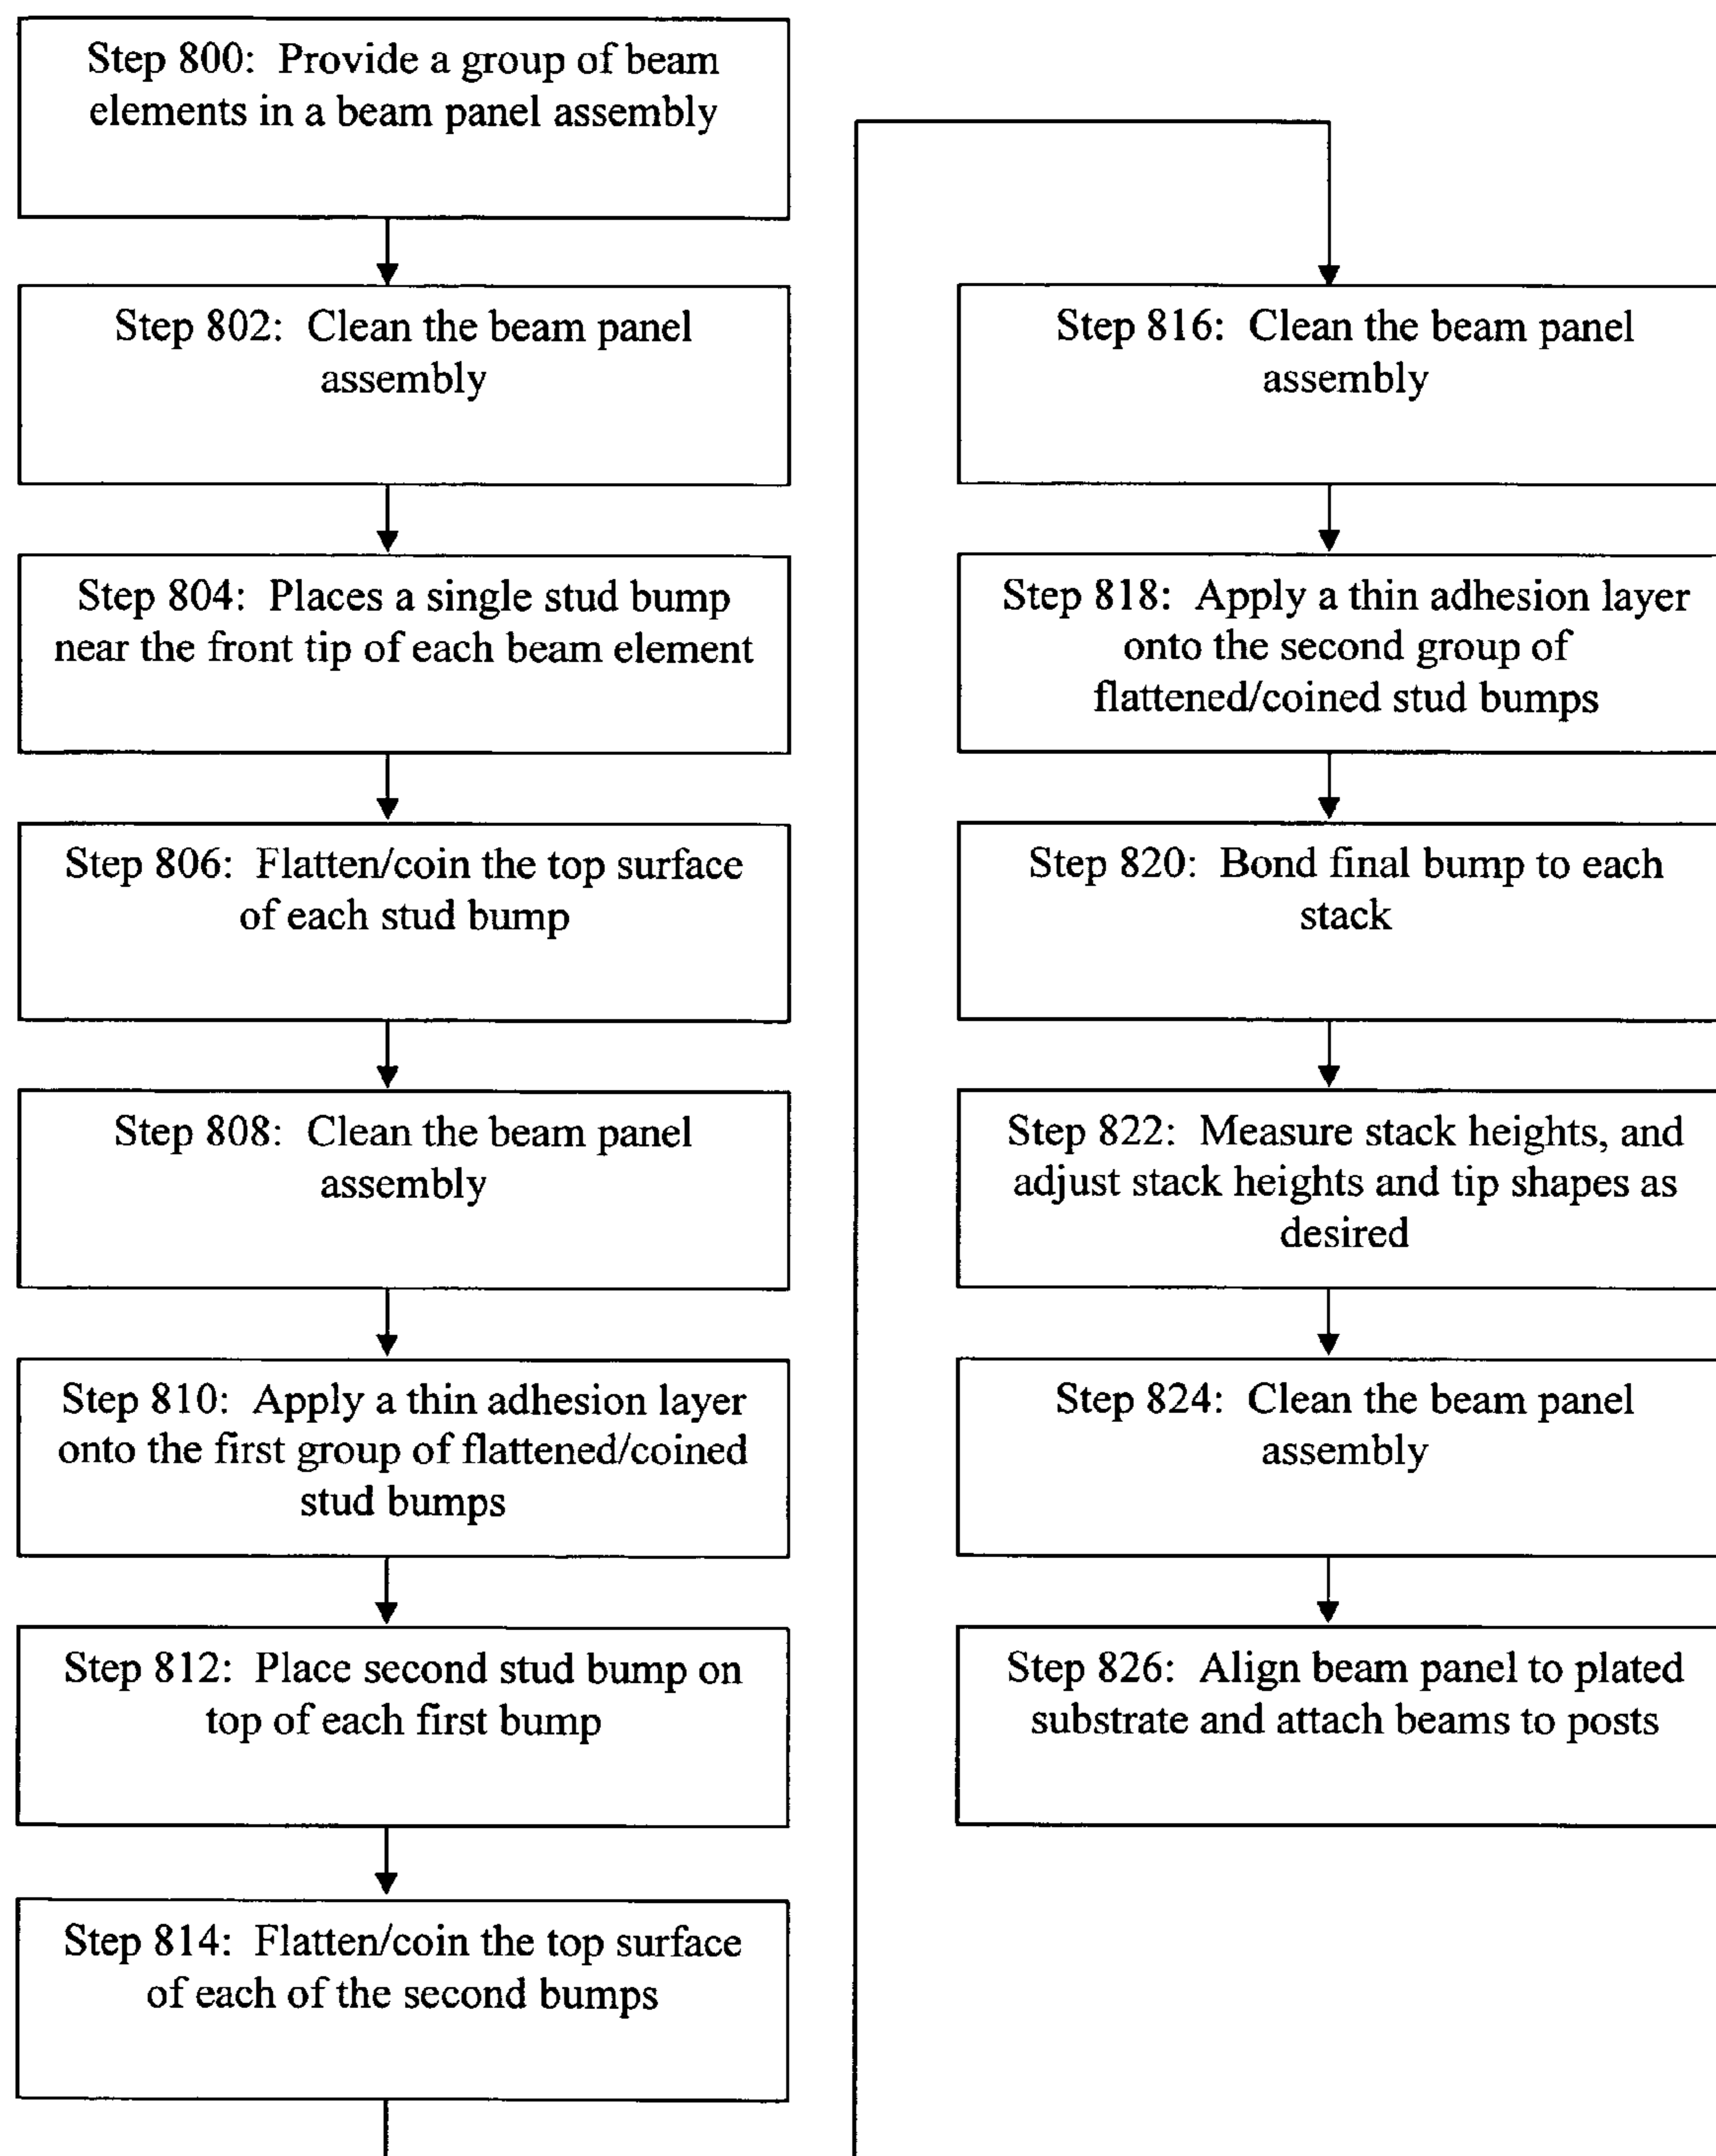 Step 800: Provide a group of beam
elements in a beam panel assembly
Step 802: Clean the beam panel
assembly
Step 804: Places a single stud bump
near the front tip of each beam element
Step 806: Flatten/coin the top surface
of each stud bump
Step 808: Clean the beam panel
assembly
Step 810: Apply a thin adhesion layer
onto the first group of flattened/coined
stud bumps
Step 812: Place second stud bump on
top of each first bump
Step 814: Flatten/coin the top surface
of each of the second bumps
Step 816: Clean the beam panel
assembly
Step 818: Apply a thin adhesion layer
onto the second group of
flattened/coined stud bumps
Step 820: Bond final bump to each
stack
Step 822: Measure stack heights, and
adjust stack heights and tip shapes as
desired
Step 824: Clean the beam panel
assembly
Step 826: Align beam panel to plated
substrate and attach beams to posts